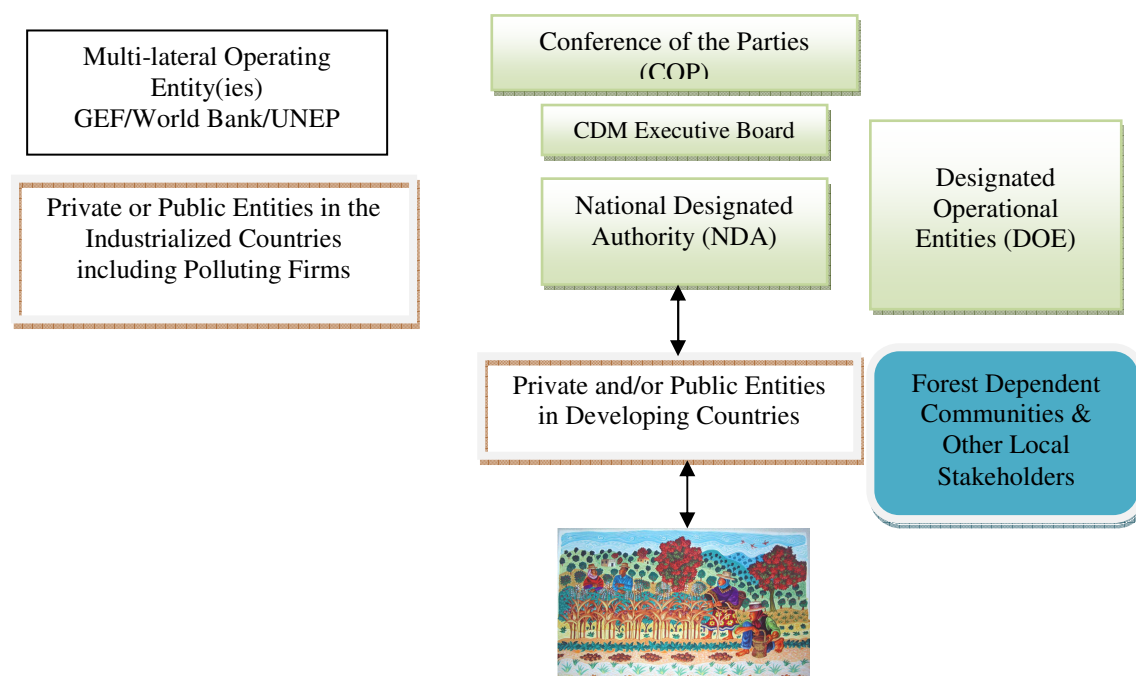 Multi-lateral Operating
Entity(ies)
GEF/World Bank/UNEP
Conference of the Parties
(COP)
CDM Executive Board
Private or Public Entities in the
Industrialized Countries
including Polluting Firms
National Designated
Authority (NDA)
Designated
Operational
Entities (DOE)
Private and/or Public Entities
in Developing Countries
Forest Dependent
Communities &
Other Local
Stakeholders